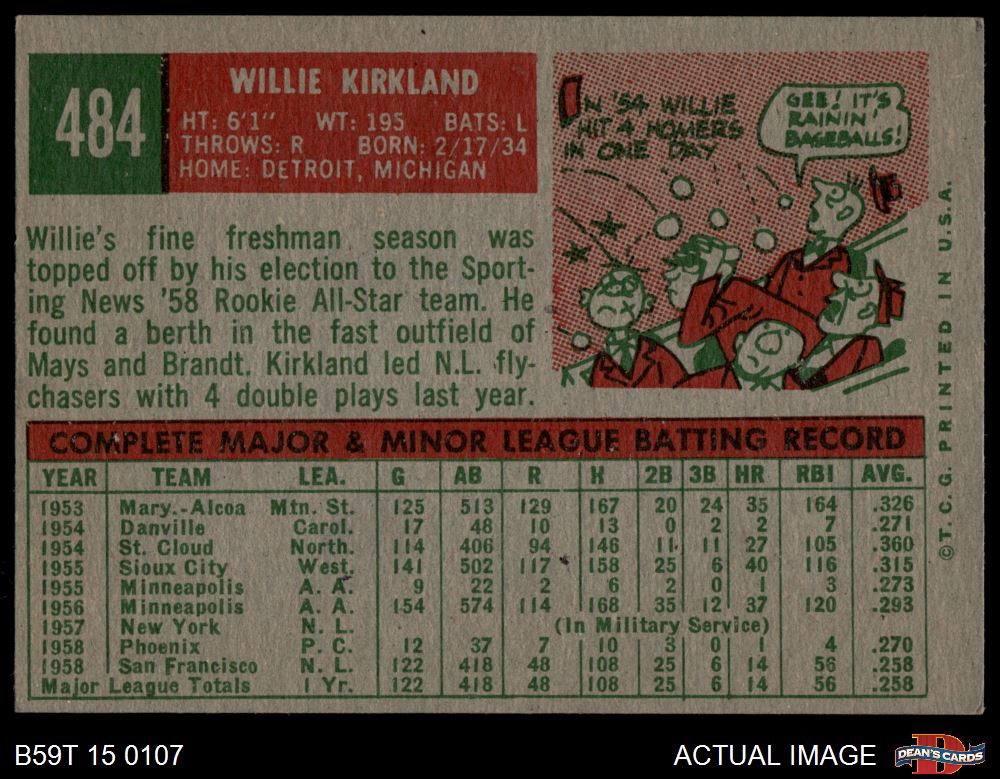 484
WILLIE KIRKLAND
HT: 6'1" WT: 195 BATS: L
THROWS: R BORN: 2/17/34
HOME: DETROIT, MICHIGAN
IN '54 WILLIE
HIT 4 HOMERS
IN ONE DAY
GEE! IT'S
RAININ'
BASEBALLS!
Willie's fine freshman season was
topped off by his election to the Sport-
ing News '58 Rookie All-Star team. He
found a berth in the fast outfield of
Mays and Brandt. Kirkland led N.L. fly-
chasers with 4 double plays last year.
COMPLETE MAJOR & MINOR LEAGUE BATTING RECORD
YEAR TEAM LEA. G AB R H 2B 3B HR RBI AVG.
1953 Mary.-Alcoa Mtn. St. 125 513 129 167 20 24 35 164 .326
1954 Danville Carol. 17 48 10 13 0 2 2 7 .271
1954 St. Cloud North. 114 406 94 146 11 11 27 105 .360
1955 Sioux City West. 141 502 117 158 25 6 40 116 .315
1955 Minneapolis A. A. 9 22 2 6 2 0 1 3 .273
1956 Minneapolis A. A. 154 574 114 168 35 12 37 120 .293
1957 New York N. L. (In Military Service)
1958 Phoenix P. C. 12 37 7 10 3 0 1 4 .270
1958 San Francisco N. L. 122 418 48 108 25 6 14 56 .258
Major League Totals 1 Yr. 122 418 48 108 25 6 14 56 .258
©T. C. G. PRINTED IN U.S.A.
B59T 15 0107
ACTUAL IMAGE
DEAN'S CARDS